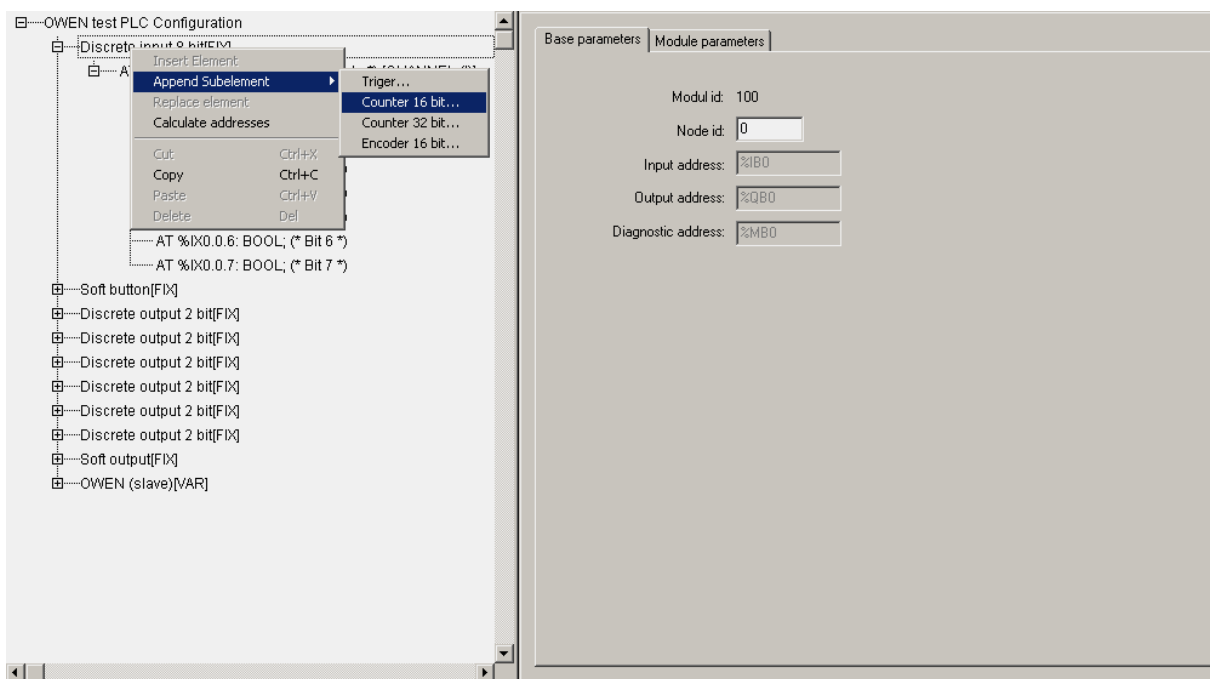 OWEN test PLC Configuration
Discrete input 8 bit[FIX]
A
Insert Element
Append Subelement
Replace element
Calculate addresses
Cut Ctrl+X
Copy Ctrl+C
Paste Ctrl+V
Delete Del
Triger...
Counter 16 bit...
Counter 32 bit...
Encoder 16 bit...
AT %IX0.0.6: BOOL; (* Bit 6 *)
AT %IX0.0.7: BOOL; (* Bit 7 *)
Soft button[FIX]
Discrete output 2 bit[FIX]
Discrete output 2 bit[FIX]
Discrete output 2 bit[FIX]
Discrete output 2 bit[FIX]
Discrete output 2 bit[FIX]
Discrete output 2 bit[FIX]
Soft output[FIX]
OWEN (slave)[VAR]
Base parameters Module parameters
Modul id: 100
Node id: 0
Input address: %IB0
Output address: %QB0
Diagnostic address: %MB0